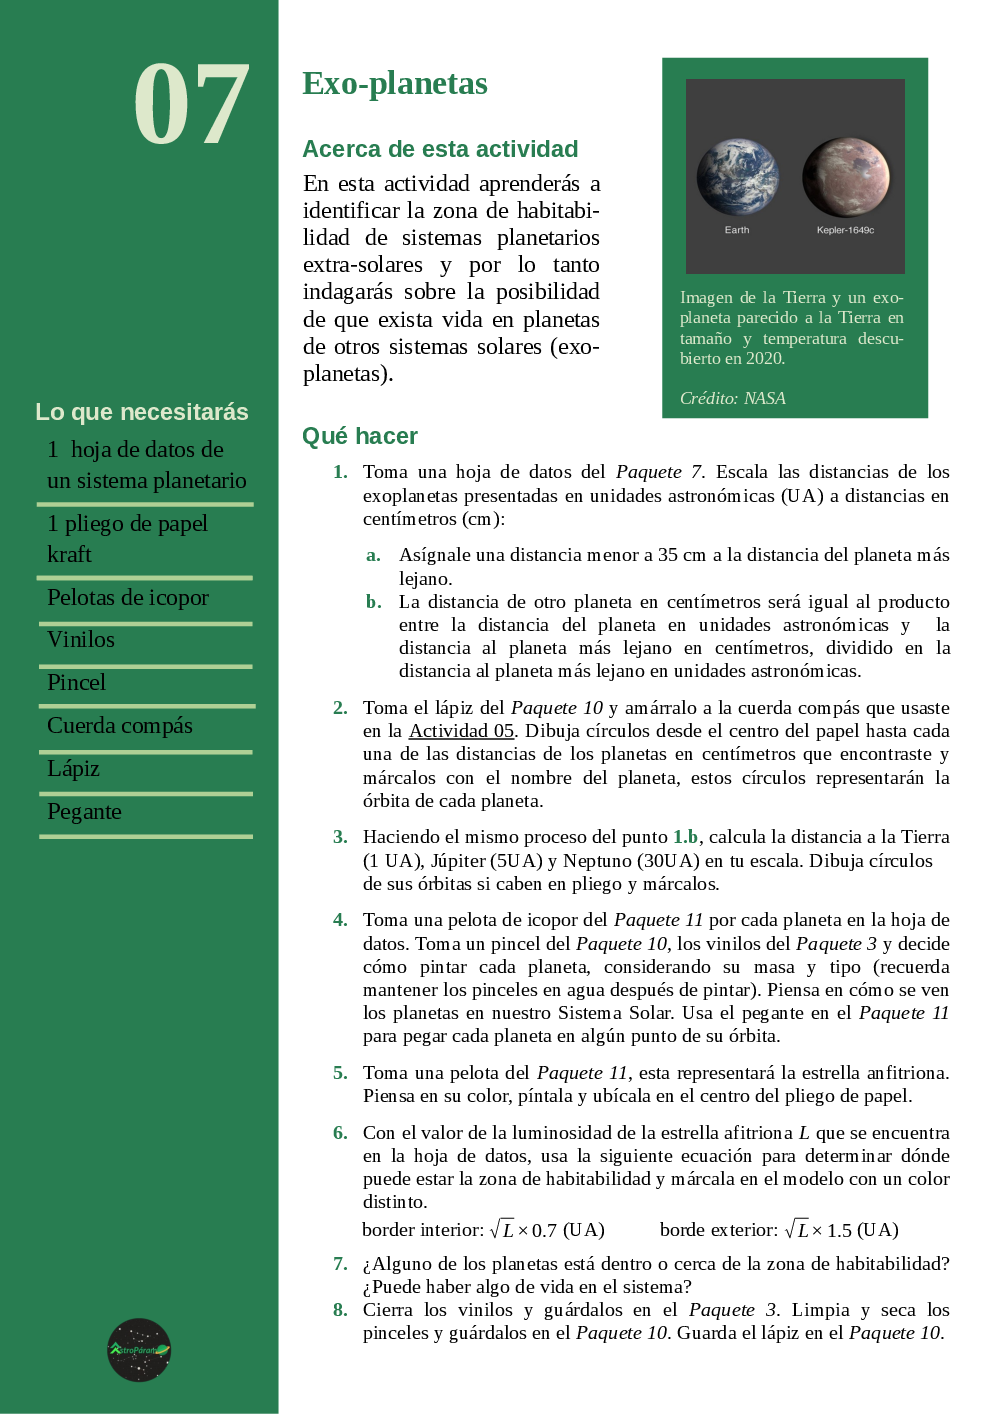 07
Lo que necesitarás
1 hoja de datos de
un sistema planetario
1 pliego de papel
kraft
Pelotas de icopor
Vinilos
Pincel
Cuerda compás
Lápiz
Pegante
Exo-planetas
Acerca de esta actividad
En esta actividad aprenderás a
identificar la zona de habitabi-
lidad de sistemas planetarios
extra-solares y por lo tanto
indagarás sobre la posibilidad
de que exista vida en planetas
de otros sistemas solares (exo-
planetas).
Earth Kepler-1649c
Imagen de la Tierra y un exo-
planeta parecido a la Tierra en
tamaño y temperatura descu-
bierto en 2020.
Crédito: NASA
Qué hacer
1. Toma una hoja de datos del Paquete 7. Escala las distancias de los
exoplanetas presentadas en unidades astronómicas (UA) a distancias en
centímetros (cm):
a. Asígnale una distancia menor a 35 cm a la distancia del planeta más
lejano.
b. La distancia de otro planeta en centímetros será igual al producto
entre la distancia del planeta en unidades astronómicas y la
distancia al planeta más lejano en centímetros, dividido en la
distancia al planeta más lejano en unidades astronómicas.
2. Toma el lápiz del Paquete 10 y amárralo a la cuerda compás que usaste
en la Actividad 05. Dibuja círculos desde el centro del papel hasta cada
una de las distancias de los planetas en centímetros que encontraste y
márcalos con el nombre del planeta, estos círculos representarán la
órbita de cada planeta.
3. Haciendo el mismo proceso del punto 1.b, calcula la distancia a la Tierra
(1 UA), Júpiter (5UA) y Neptuno (30UA) en tu escala. Dibuja círculos
de sus órbitas si caben en pliego y márcalos.
4. Toma una pelota de icopor del Paquete 11 por cada planeta en la hoja de
datos. Toma un pincel del Paquete 10, los vinilos del Paquete 3 y decide
cómo pintar cada planeta, considerando su masa y tipo (recuerda
mantener los pinceles en agua después de pintar). Piensa en cómo se ven
los planetas en nuestro Sistema Solar. Usa el pegante en el Paquete 11
para pegar cada planeta en algún punto de su órbita.
5. Toma una pelota del Paquete 11, esta representará la estrella anfitriona.
Piensa en su color, píntala y ubícala en el centro del pliego de papel.
6. Con el valor de la luminosidad de la estrella afitriona L que se encuentra
en la hoja de datos, usa la siguiente ecuación para determinar dónde
puede estar la zona de habitabilidad y márcala en el modelo con un color
distinto.
border interior: √L × 0.7 (UA) borde exterior: √L × 1.5 (UA)
7. ¿Alguno de los planetas está dentro o cerca de la zona de habitabilidad?
¿Puede haber algo de vida en el sistema?
8. Cierra los vinilos y guárdalos en el Paquete 3. Limpia y seca los
pinceles y guárdalos en el Paquete 10. Guarda el lápiz en el Paquete 10.